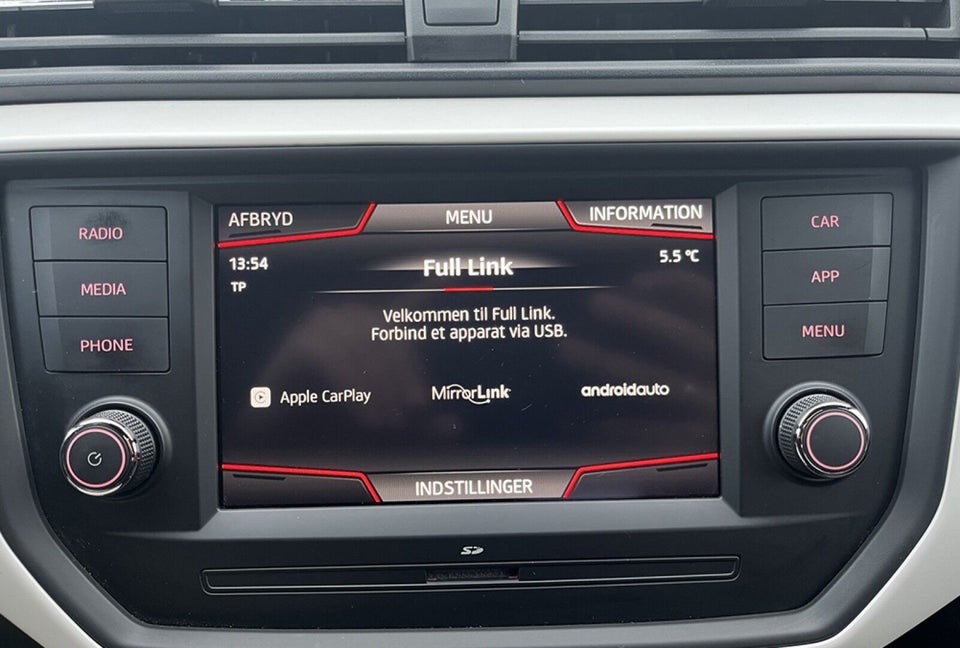 RADIO
MEDIA
PHONE
AFBRYD
MENU
INFORMATION
13:54
5.5 °C
TP
Full Link
Velkommen til Full Link.
Forbind et apparat via USB.
Apple CarPlay
MirrorLink
androidauto
INDSTILLINGER
CAR
APP
MENU
SD